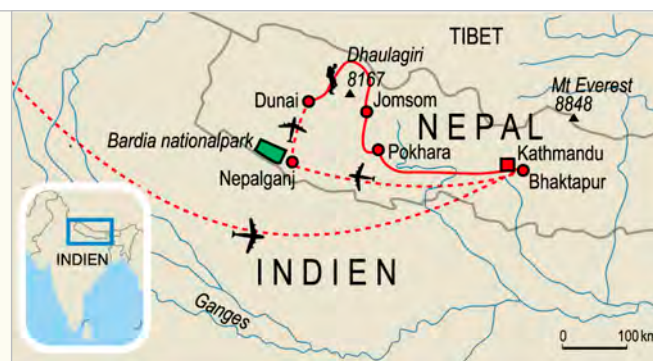 TIBET
Dhaulagiri
8167
Mt Everest
8848
Dunai
Jomsom
NEPAL
Bardia nationalpark
Pokhara
Kathmandu
Nepalganj
Bhaktapur
INDIEN
INDIEN
Ganges
0 100 km